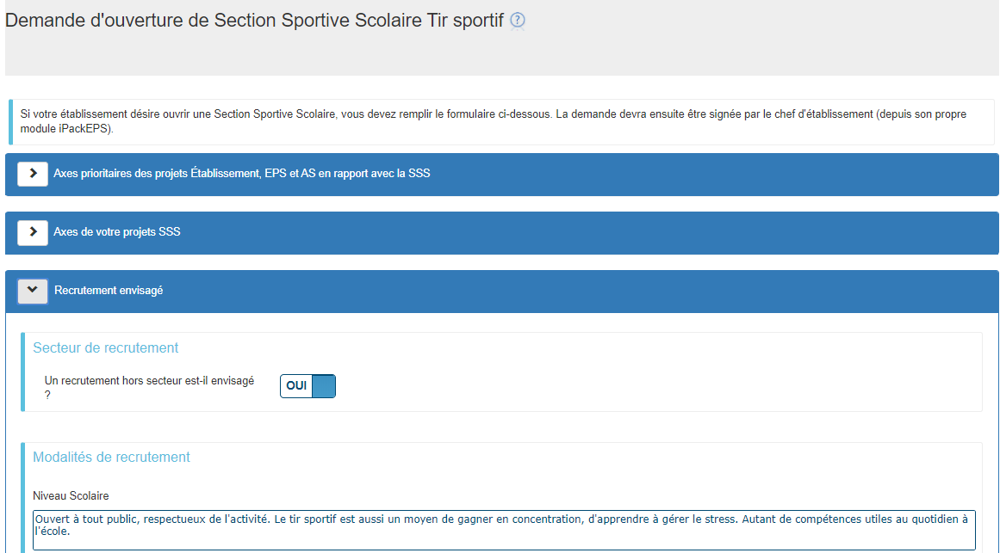 Demande d'ouverture de Section Sportive Scolaire Tir sportif ?
Si votre établissement désire ouvrir une Section Sportive Scolaire, vous devez remplir le formulaire ci-dessous. La demande devra ensuite être signée par le chef d'établissement (depuis son propre
module iPackEPS).
Axes prioritaires des projets Établissement, EPS et AS en rapport avec la SSS
Axes de votre projets SSS
Recrutement envisagé
Secteur de recrutement
Un recrutement hors secteur est-il envisagé
?
OUI
Modalités de recrutement
Niveau Scolaire
Ouvert à tout public, respectueux de l'activité. Le tir sportif est aussi un moyen de gagner en concentration, d'apprendre à gérer le stress. Autant de compétences utiles au quotidien à
l'école.